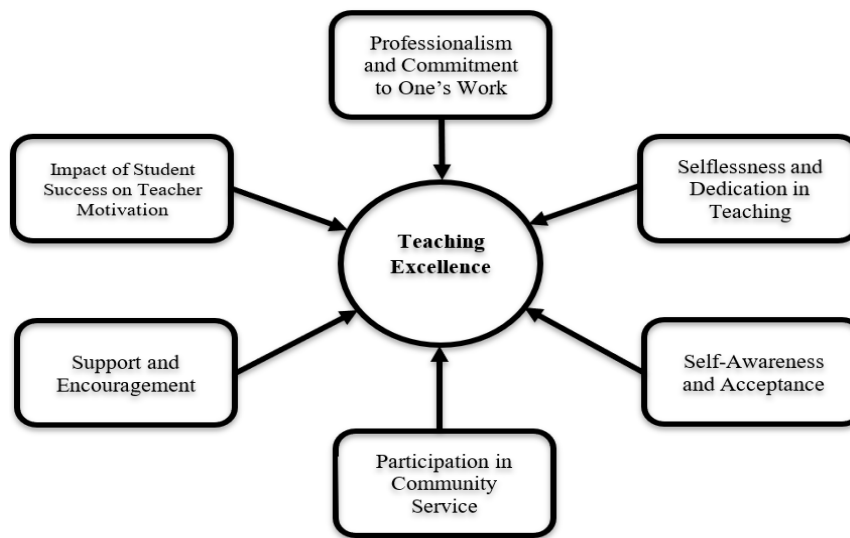 Professionalism
and Commitment
to One’s Work
Impact of Student
Success on Teacher
Motivation
Selflessness and
Dedication in
Teaching
Teaching
Excellence
Support and
Encouragement
Self-Awareness
and Acceptance
Participation in
Community
Service